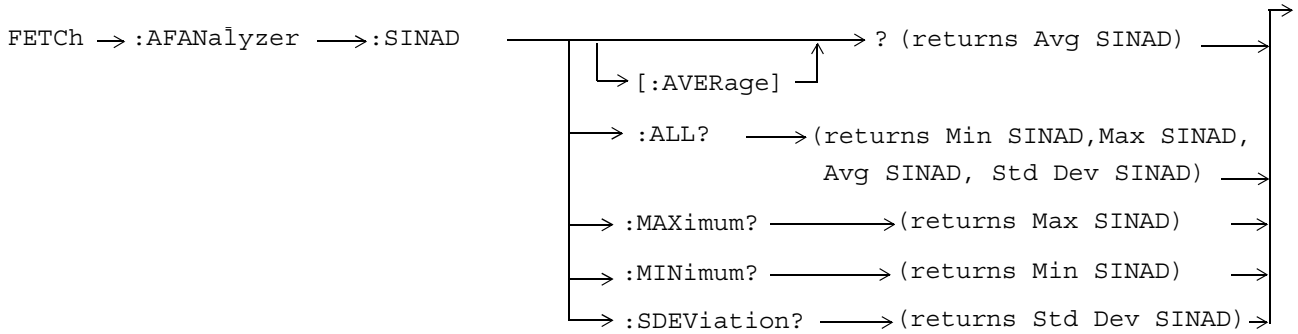 FETCh :AFANalyzer :SINAD ? (returns Avg SINAD)
[:AVERage]
:ALL? (returns Min SINAD,Max SINAD,
Avg SINAD, Std Dev SINAD)
:MAXimum? (returns Max SINAD)
:MINimum? (returns Min SINAD)
:SDEViation? (returns Std Dev SINAD)